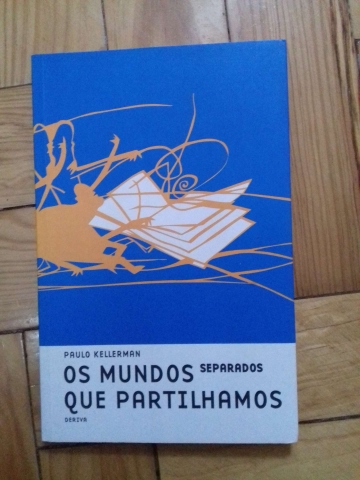 PAULO KELLERMAN
OS MUNDOS SEPARADOS
QUE PARTILHAMOS
DERIVA